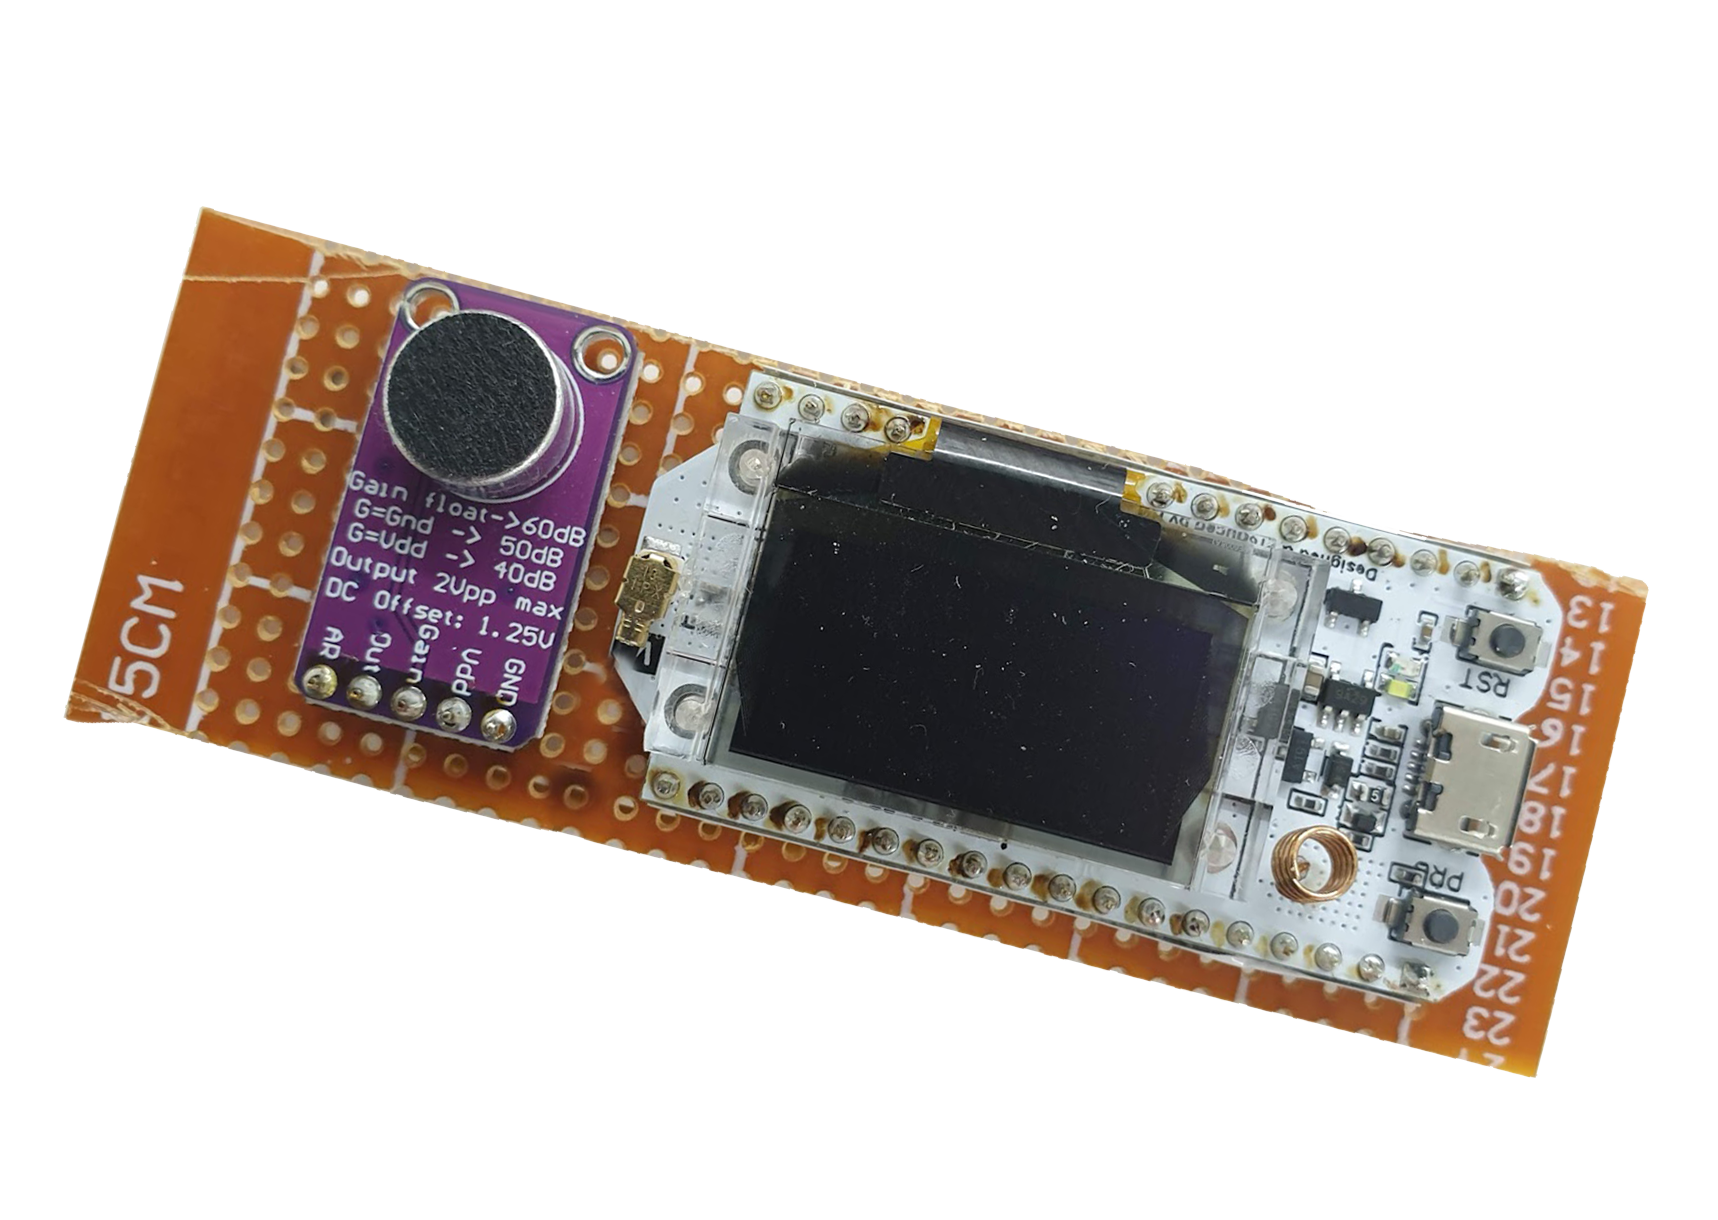 5CM
Gain float->60dB
G=Gnd -> 50dB
G=Vdd -> 40dB
Output 2Vpp max
DC Offset: 1.25V
AR
Out
Gain
Vdd
GND
RST
PRG
13
14
15
16
17
18
19
20
21
22
23